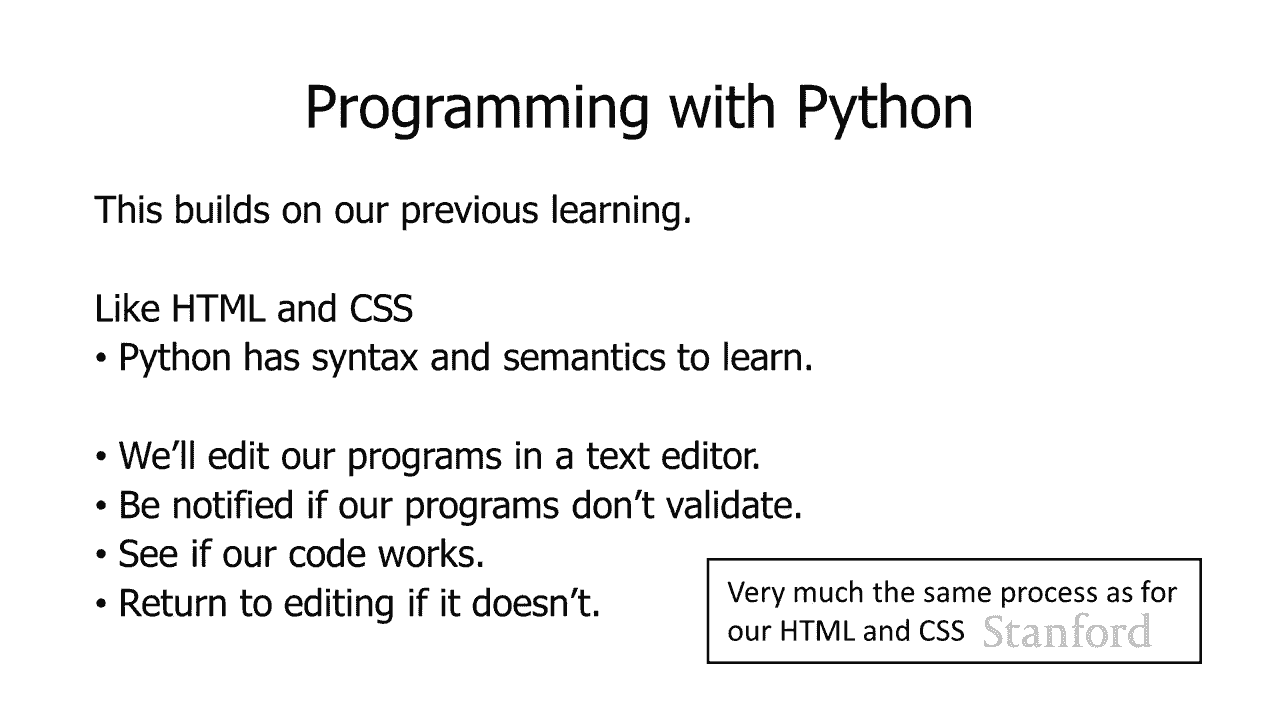 Programming with Python
This builds on our previous learning.
Like HTML and CSS
• Python has syntax and semantics to learn.
• We’ll edit our programs in a text editor.
• Be notified if our programs don’t validate.
• See if our code works.
• Return to editing if it doesn’t.
Very much the same process as for
our HTML and CSS
Stanford